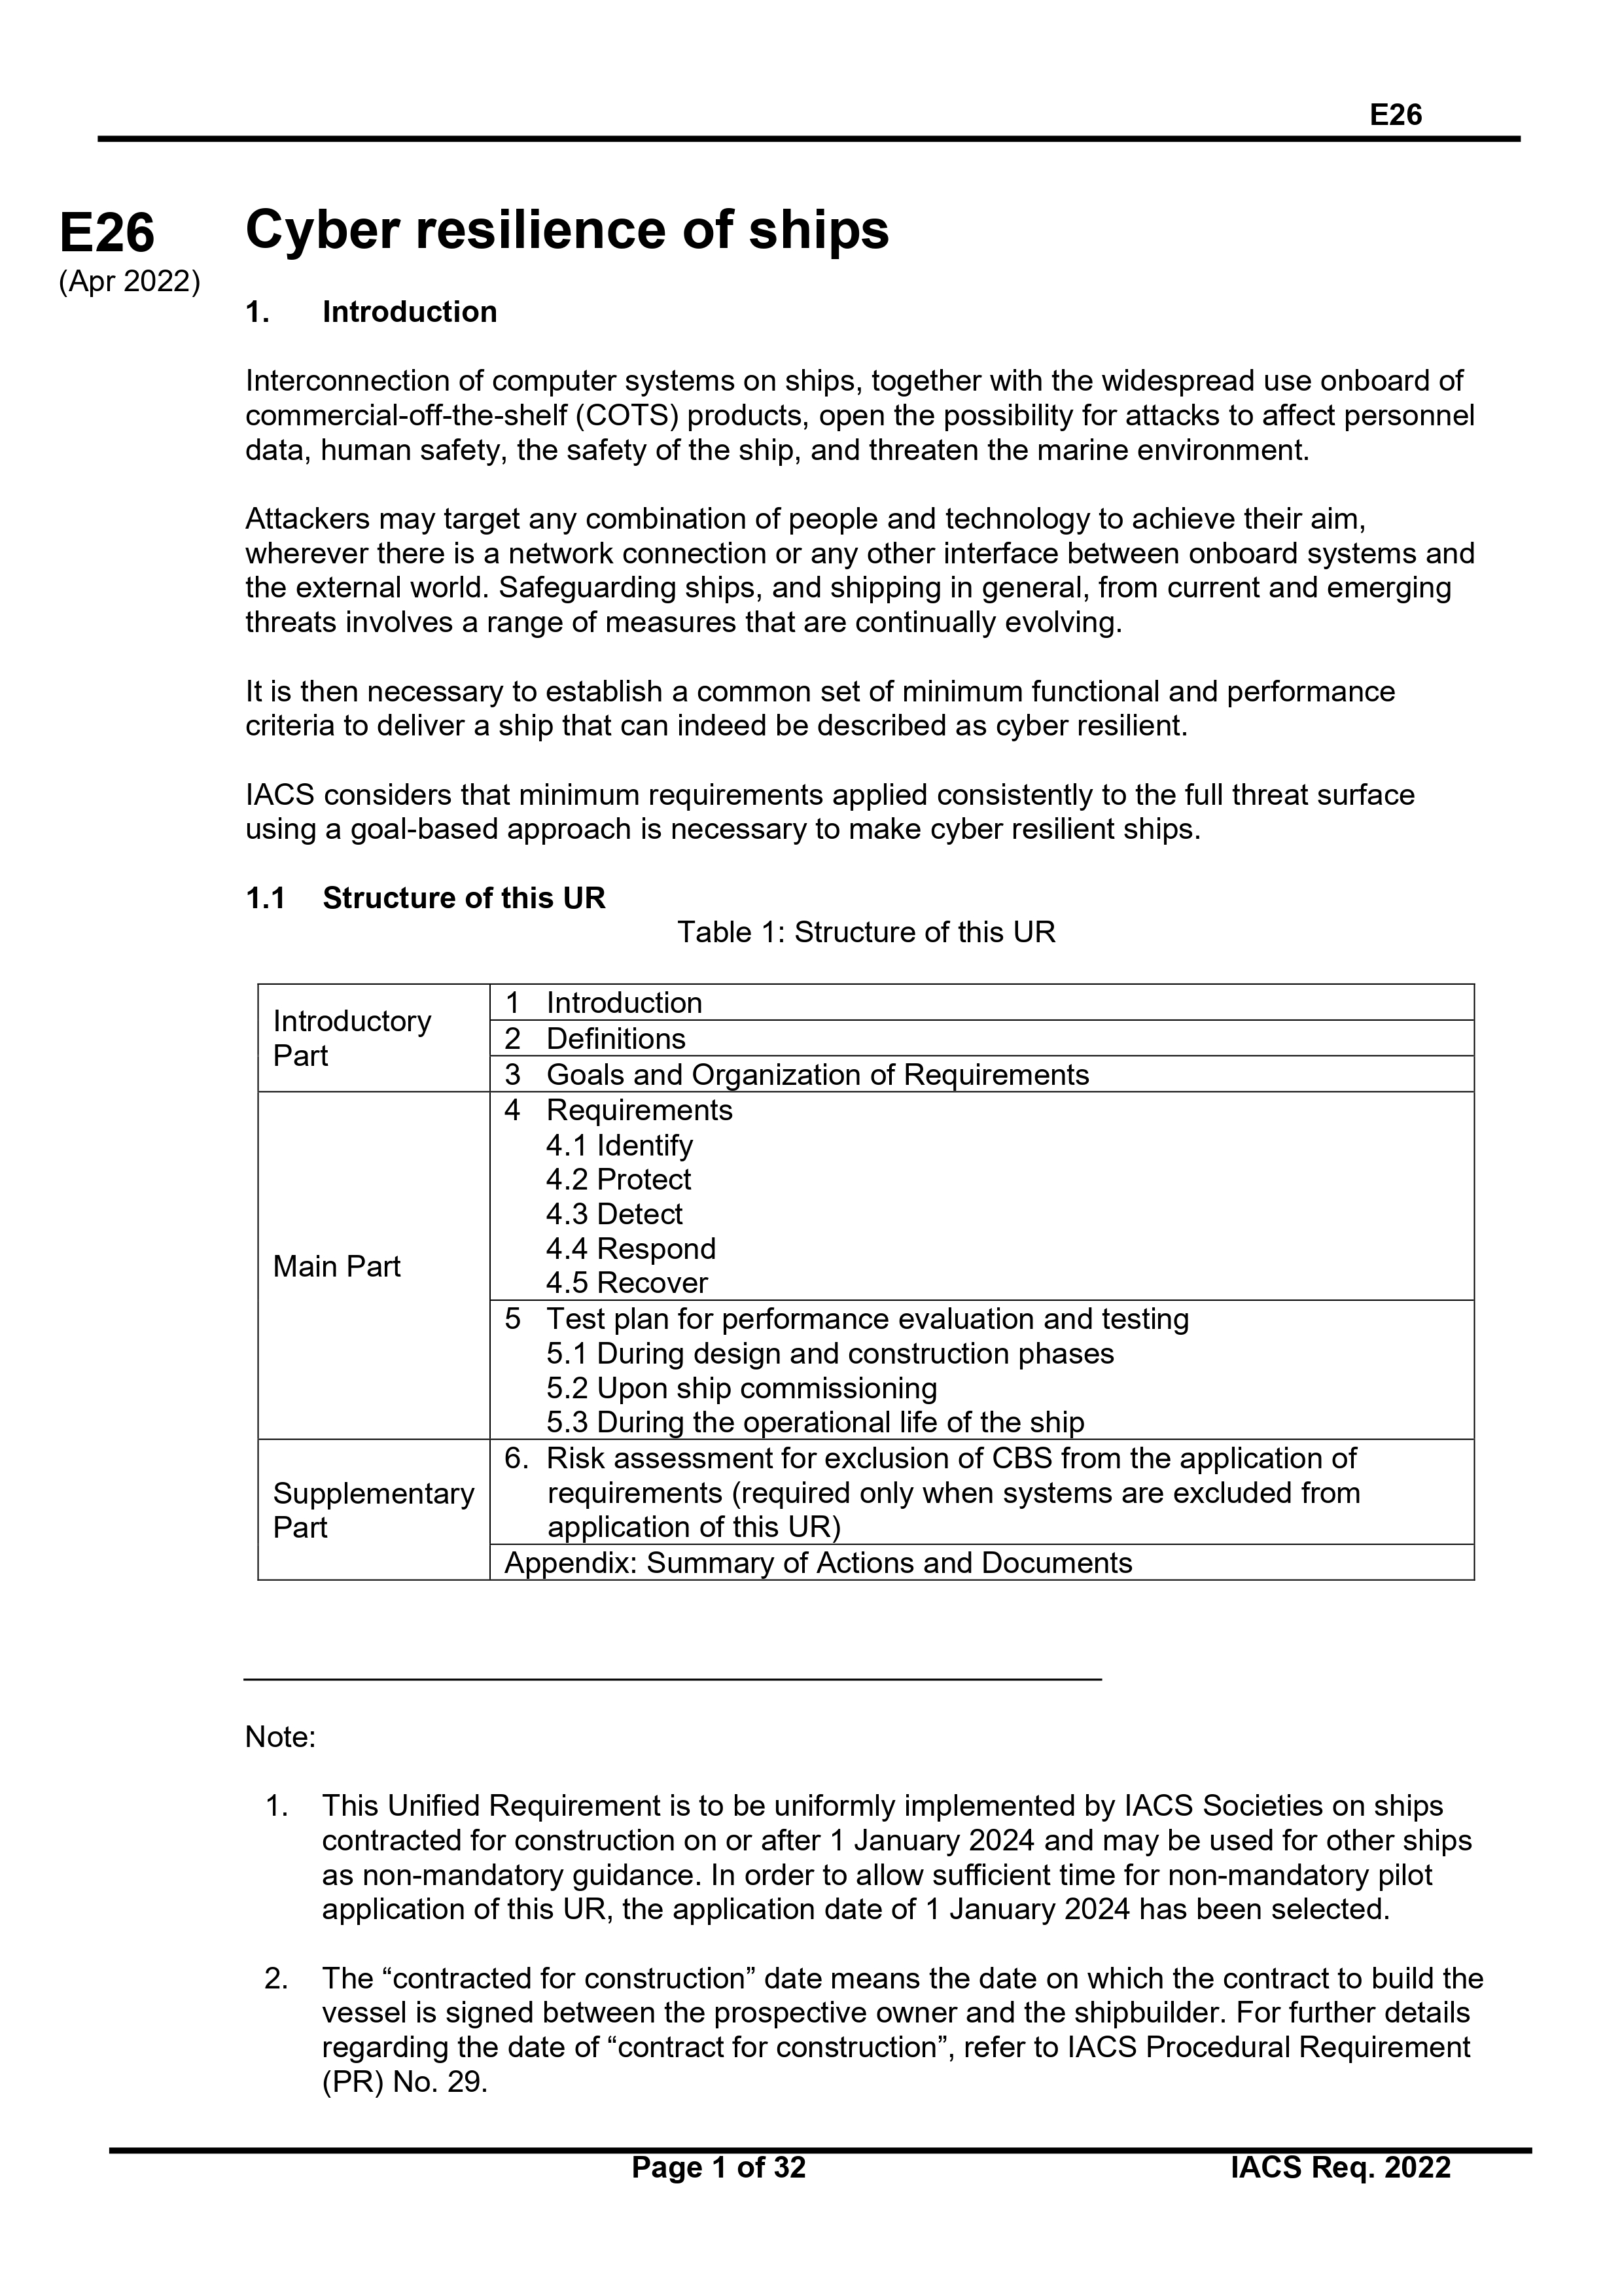 E26
E26
(Apr 2022)
Cyber resilience of ships
1. Introduction
Interconnection of computer systems on ships, together with the widespread use onboard of
commercial-off-the-shelf (COTS) products, open the possibility for attacks to affect personnel
data, human safety, the safety of the ship, and threaten the marine environment.
Attackers may target any combination of people and technology to achieve their aim,
wherever there is a network connection or any other interface between onboard systems and
the external world. Safeguarding ships, and shipping in general, from current and emerging
threats involves a range of measures that are continually evolving.
It is then necessary to establish a common set of minimum functional and performance
criteria to deliver a ship that can indeed be described as cyber resilient.
IACS considers that minimum requirements applied consistently to the full threat surface
using a goal-based approach is necessary to make cyber resilient ships.
1.1 Structure of this UR
Table 1: Structure of this UR
Introductory
Part
1 Introduction
2 Definitions
3 Goals and Organization of Requirements
Main Part
4 Requirements
4.1 Identify
4.2 Protect
4.3 Detect
4.4 Respond
4.5 Recover
5 Test plan for performance evaluation and testing
5.1 During design and construction phases
5.2 Upon ship commissioning
5.3 During the operational life of the ship
Supplementary
Part
6. Risk assessment for exclusion of CBS from the application of
requirements (required only when systems are excluded from
application of this UR)
Appendix: Summary of Actions and Documents
Note:
1. This Unified Requirement is to be uniformly implemented by IACS Societies on ships
contracted for construction on or after 1 January 2024 and may be used for other ships
as non-mandatory guidance. In order to allow sufficient time for non-mandatory pilot
application of this UR, the application date of 1 January 2024 has been selected.
2. The “contracted for construction” date means the date on which the contract to build the
vessel is signed between the prospective owner and the shipbuilder. For further details
regarding the date of “contract for construction”, refer to IACS Procedural Requirement
(PR) No. 29.
Page 1 of 32
IACS Req. 2022